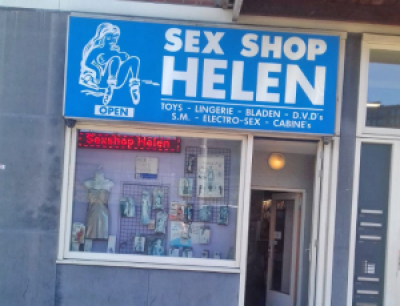 SEX SHOP
HELEN
TOYS - LINGERIE - BLADEN - D.V.D's
S.M. - ELECTRO-SEX - CABINE's
OPEN
Sexshop Helen